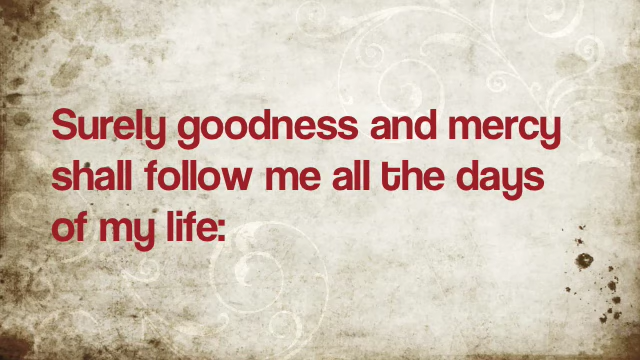 Surely goodness and mercy
shall follow me all the days
of my life: